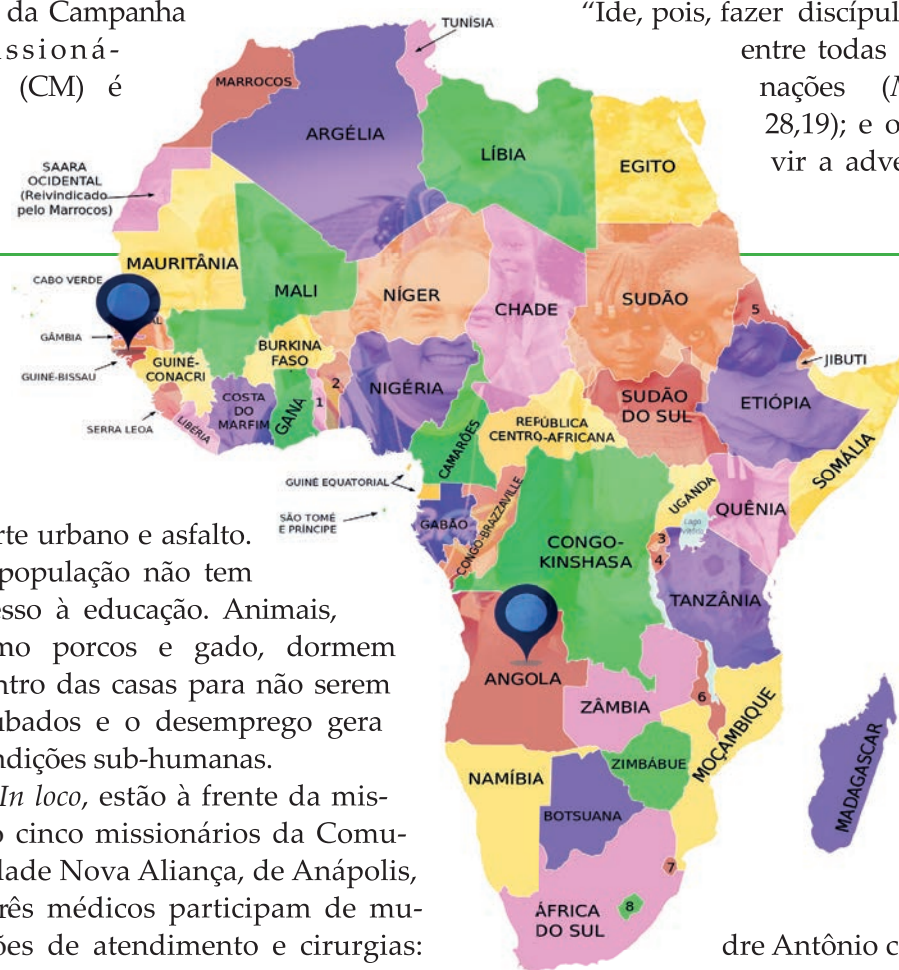 da Campanha
issioná-
(CM) é
“Ide, pois, fazer discípul
entre todas
nações (M
28,19); e o
vir a adve
TUNÍSIA
MARROCOS
ARGÉLIA
LÍBIA
EGITO
SAARA
OCIDENTAL
(Reivindicado
pelo Marrocos)
MAURITÂNIA
CABO VERDE
MALI
NÍGER
CHADE
SUDÃO
5
AL
GÂMBIA
GUINÉ-BISSAU
GUINÉ-
CONACRI
BURKINA
FASO
JIBUTI
SERRA LEOA
LIBÉRIA
COSTA
DO
MARFIM
GANA
1
2
NIGÉRIA
CAMARÕES
REPÚBLICA
CENTRO-AFRICANA
SUDÃO
DO SUL
ETIÓPIA
SOMÁLIA
GUINÉ EQUATORIAL
SÃO TOMÉ
E PRÍNCIPE
GABÃO
CONGO-BRAZZAVILLE
CONGO-
KINSHASA
UGANDA
QUÊNIA
Lago
Vitória
3
4
TANZÂNIA
ANGOLA
ZÂMBIA
6
MOÇAMBIQUE
MADAGASCAR
NAMÍBIA
ZIMBÁBUE
BOTSUANA
7
8
ÁFRICA
DO SUL
rte urbano e asfalto.
população não tem
esso à educação. Animais,
mo porcos e gado, dormem
ntro das casas para não serem
ubados e o desemprego gera
ndições sub-humanas.
In loco, estão à frente da mis-
o cinco missionários da Comu-
dade Nova Aliança, de Anápolis,
rês médicos participam de mu-
ões de atendimento e cirurgias:
dre Antônio c